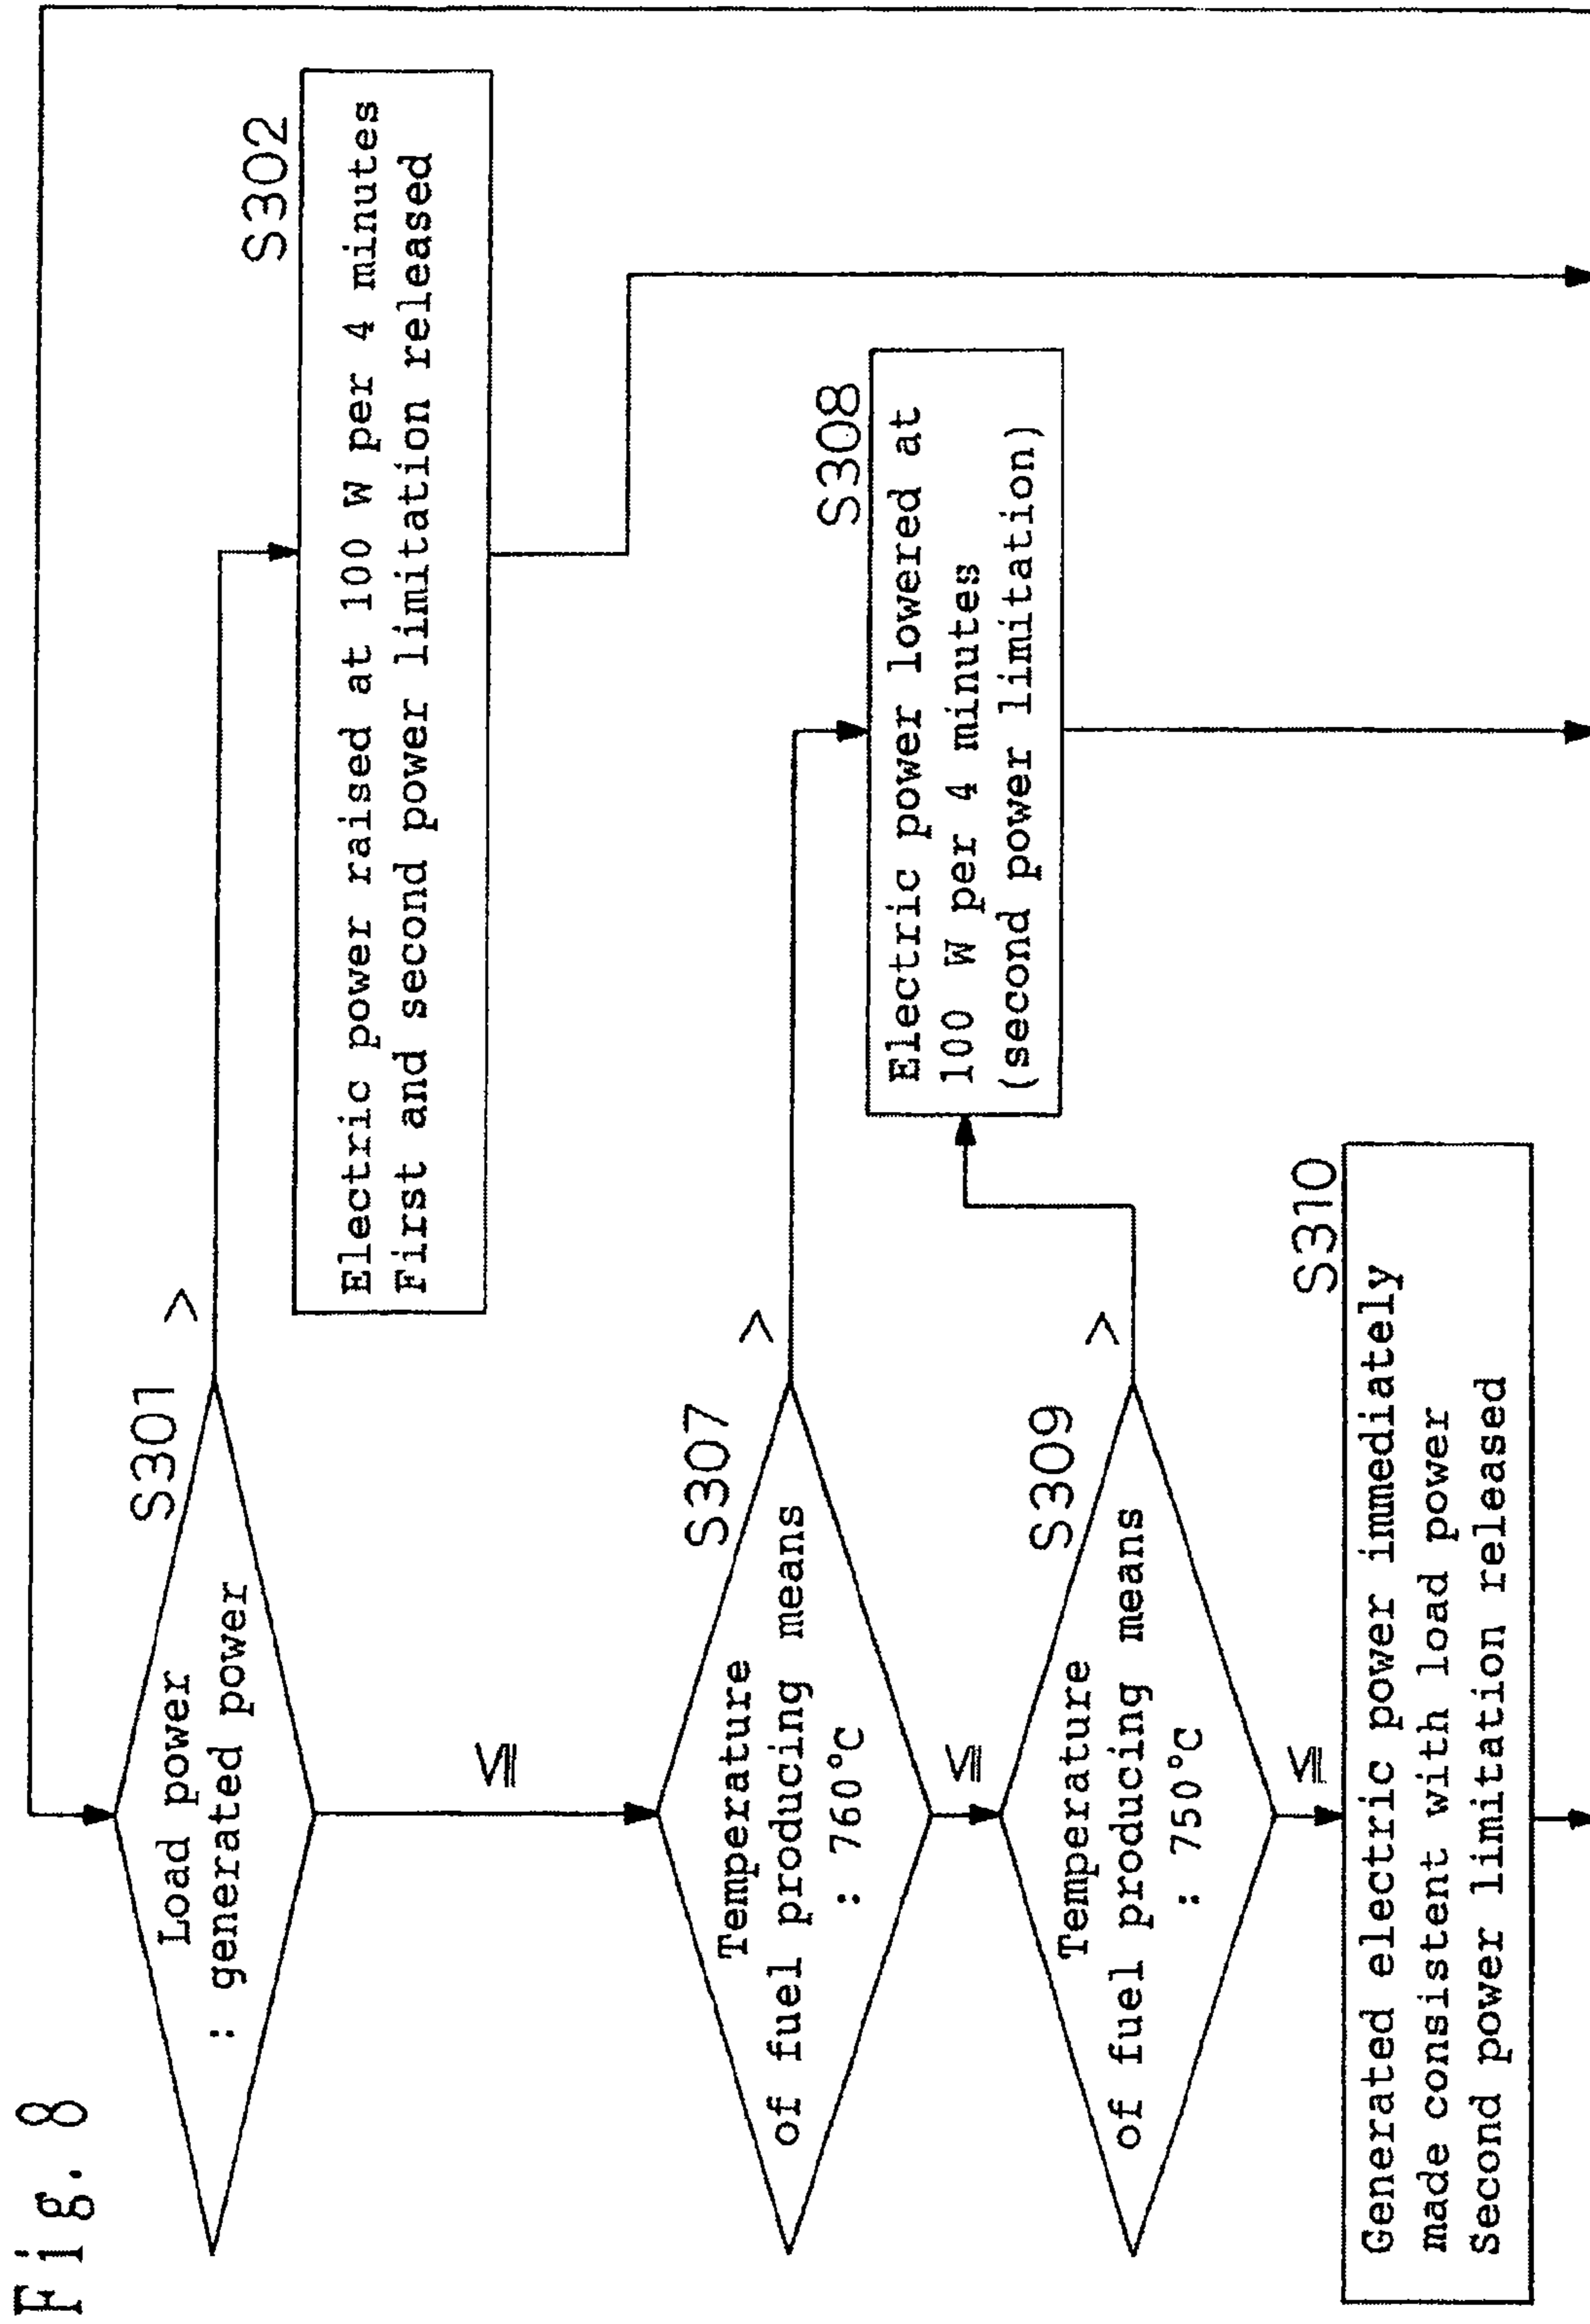 Fig. 8
S301
Load power
: generated power
>
≦
S302
Electric power raised at 100 W per 4 minutes
First and second power limitation released
S307
Temperature
of fuel producing means
: 760°C
>
≦
S308
Electric power lowered at
100 W per 4 minutes
(second power limitation)
S309
Temperature
of fuel producing means
: 750°C
>
≦
S310
Generated electric power immediately
made consistent with load power
Second power limitation released